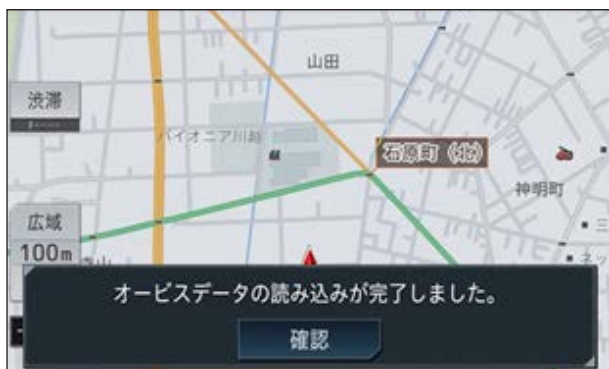 山田
渋滞
パイオニア川越
石原町（北）
神明町
広域
100m
オービスデータの読み込みが完了しました。
確認